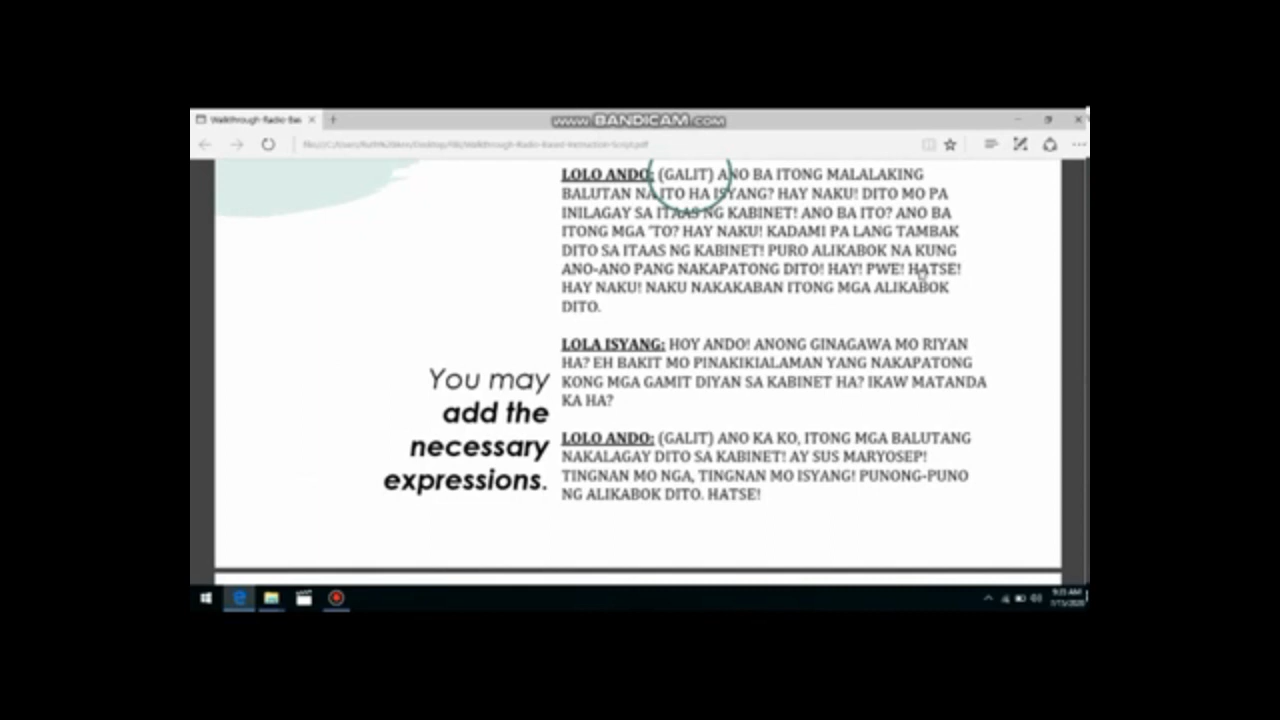 www.BANDICAM.com
Walkthrough-Radio-Bas
LOLO ANDO: (GALIT) ANO BA ITONG MALALAKING
BALUTAN NA ITO HA ISYANG? HAY NAKU! DITO MO PA
INILAGAY SA ITAAS NG KABINET! ANO BA ITO? ANO BA
ITONG MGA 'TO? HAY NAKU! KADAMI PA LANG TAMBAK
DITO SA ITAAS NG KABINET! PURO ALIKABOK NA KUNG
ANO-ANO PANG NAKAPATONG DITO! HAY! PWE! HATSE!
HAY NAKU! NAKU NAKAKABAN ITONG MGA ALIKABOK
DITO.
LOLA ISYANG: HOY ANDO! ANONG GINAGAWA MO RIYAN
HA? EH BAKIT MO PINAKIKIALAMAN YANG NAKAPATONG
KONG MGA GAMIT DIYAN SA KABINET HA? IKAW MATANDA
KA HA?
LOLO ANDO: (GALIT) ANO KA KO, ITONG MGA BALUTANG
NAKALAGAY DITO SA KABINET! AY SUS MARYOSEP!
TINGNAN MO NGA, TINGNAN MO ISYANG! PUNONG-PUNO
NG ALIKABOK DITO. HATSE!
You may
add the
necessary
expressions.